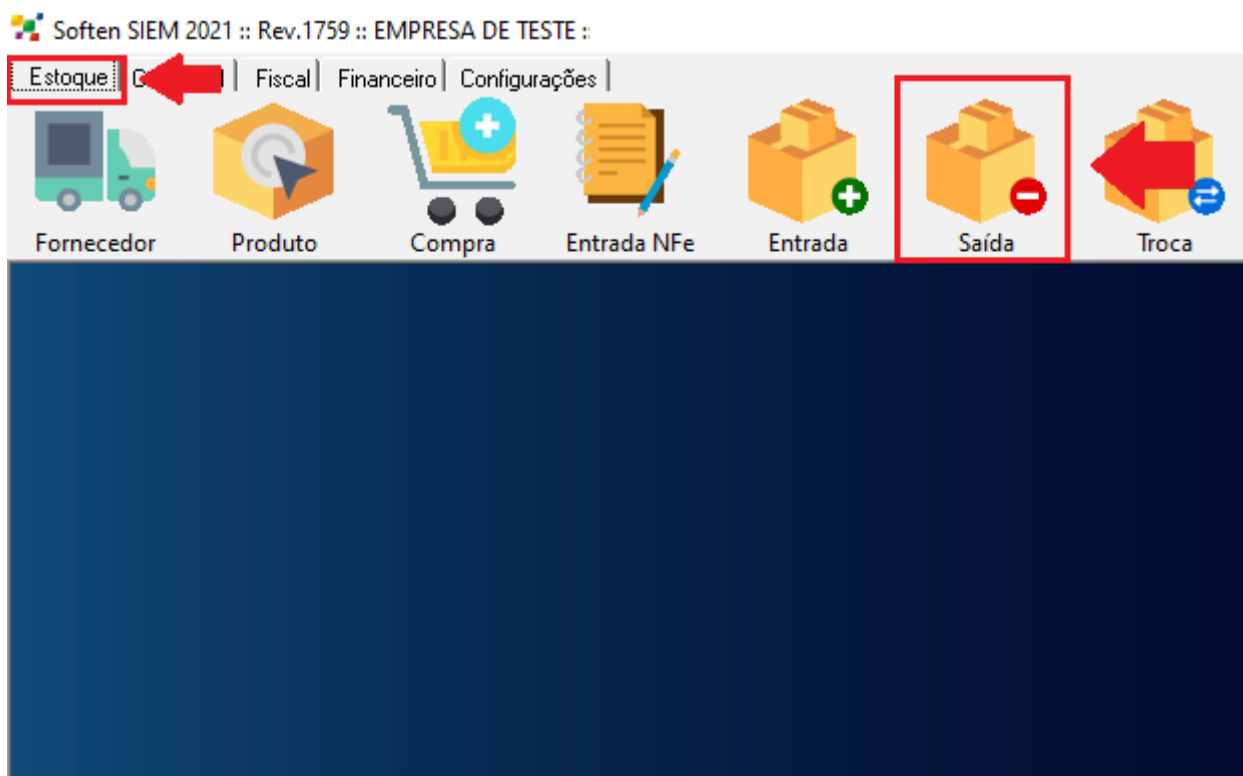 Soften SIEM 2021 :: Rev.1759 :: EMPRESA DE TESTE ::
Estoque Fiscal Financeiro Configurações
Fornecedor Produto Compra Entrada NFe Entrada Saída Troca